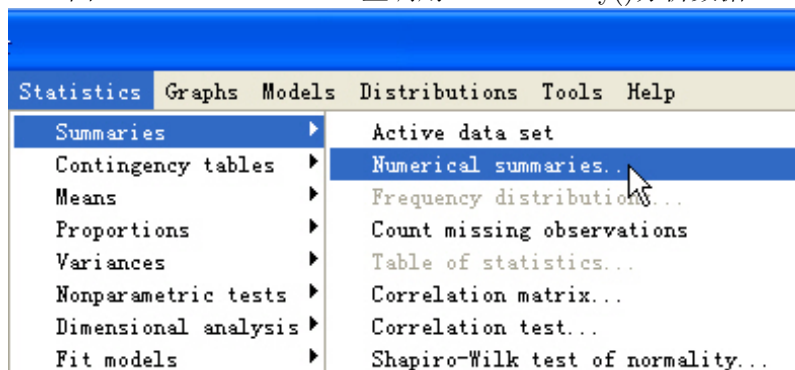 y()
Statistics Graphs Models Distributions Tools Help
Summaries
Contingency tables
Means
Proportions
Variances
Nonparametric tests
Dimensional analysis
Fit models
Active data set
Numerical summaries...
Frequency distributions...
Count missing observations
Table of statistics...
Correlation matrix...
Correlation test...
Shapiro-Wilk test of normality...